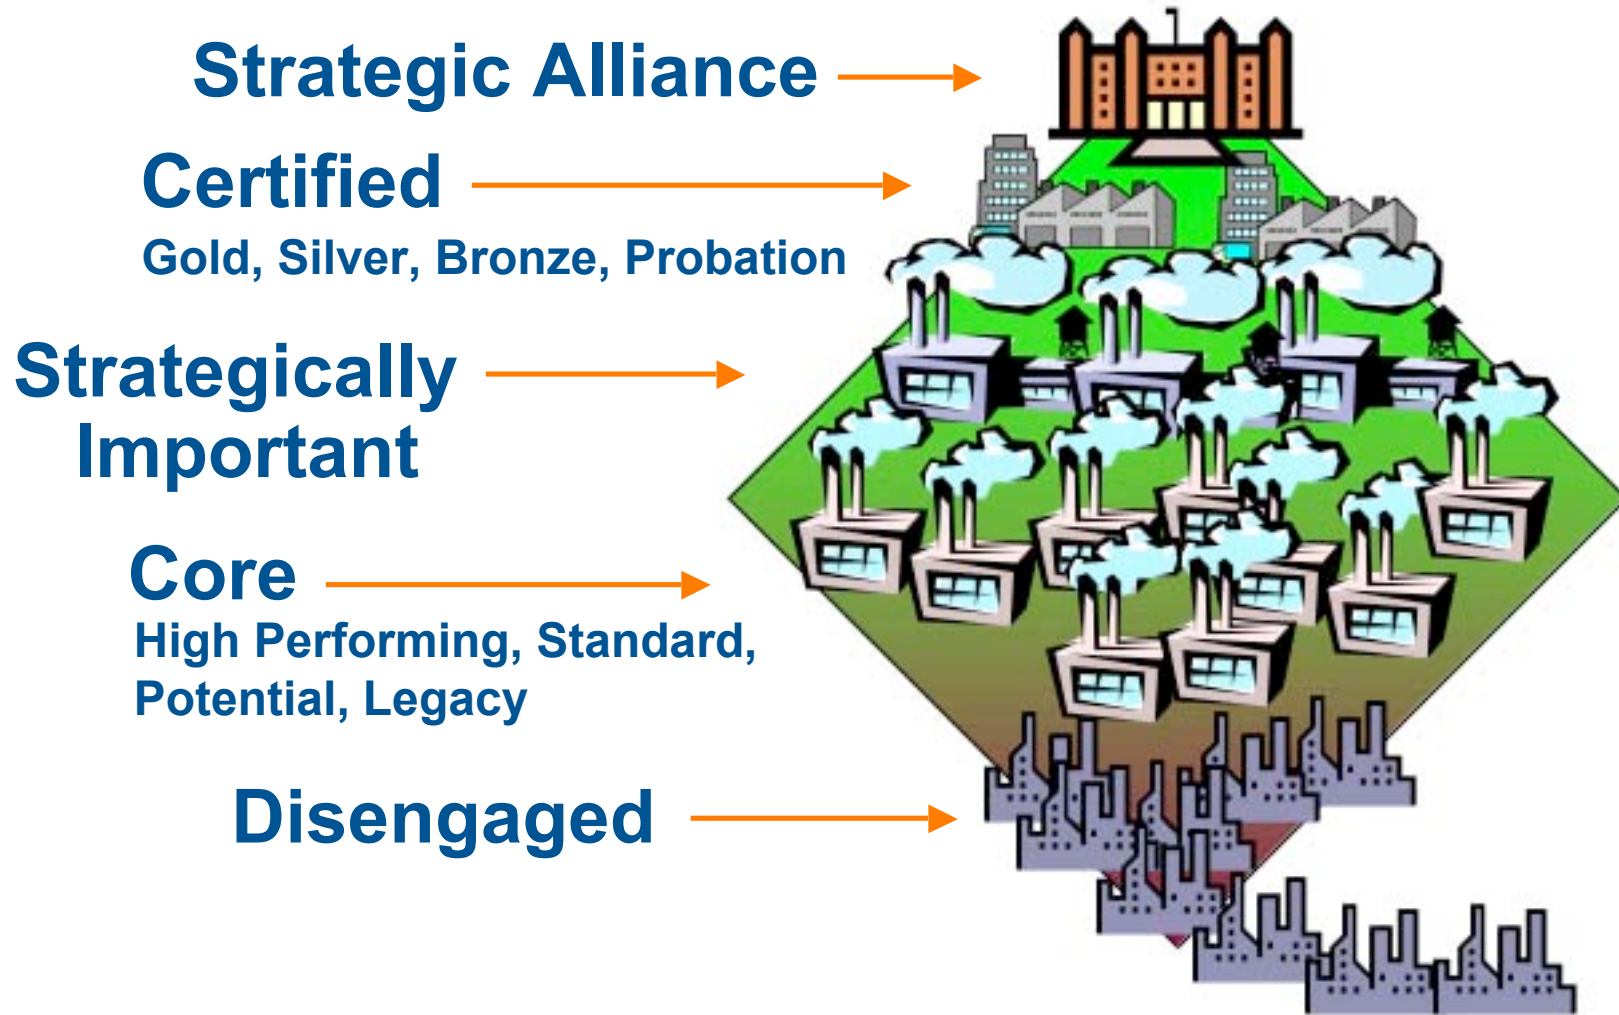 Strategic Alliance
Certified
Gold, Silver, Bronze, Probation
Strategically
Important
Core
High Performing, Standard,
Potential, Legacy
Disengaged